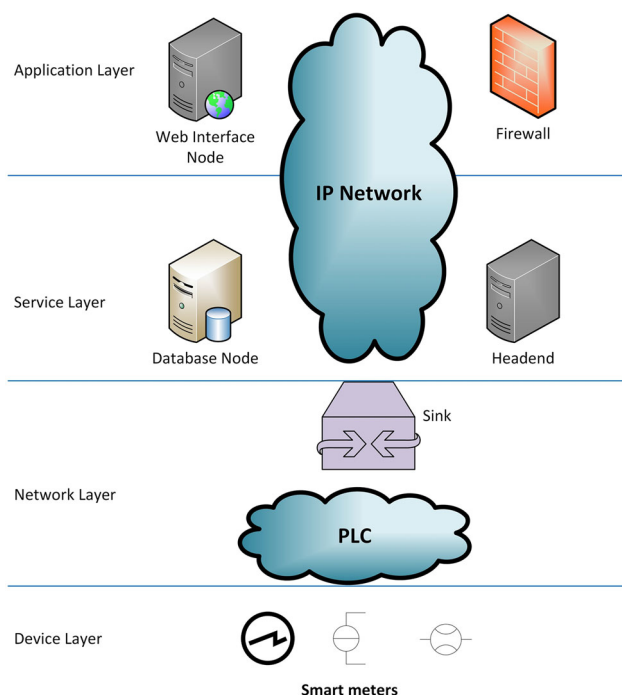 Application Layer
Web Interface
Node
Firewall
IP Network
Service Layer
Database Node
Headend
Sink
Network Layer
PLC
Device Layer
Smart meters